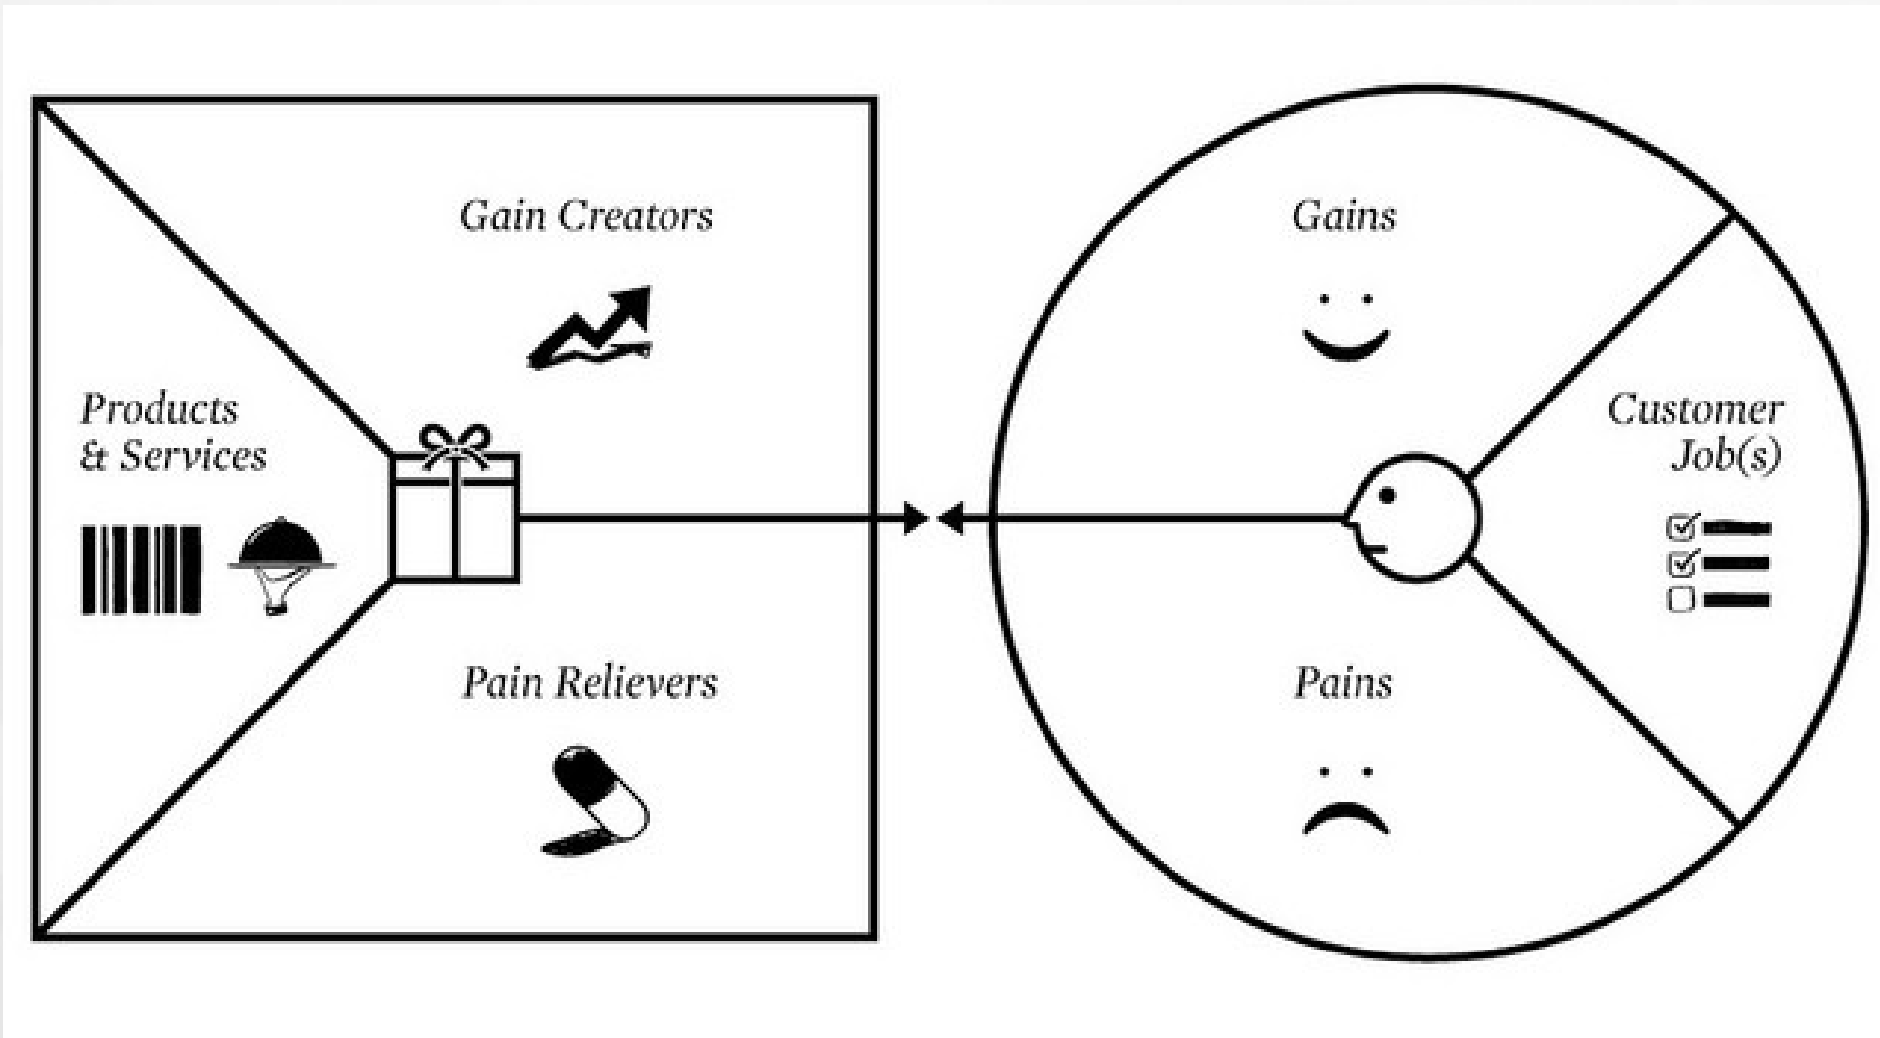 Gain Creators
Products
& Services
Pain Relievers
Gains
Customer
Job(s)
Pains